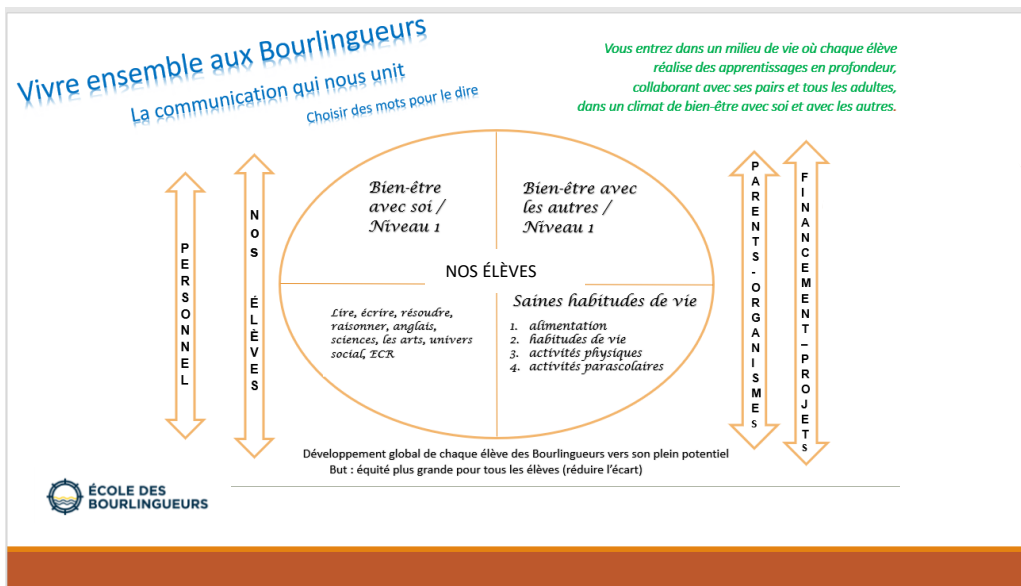 Vivre ensemble aux Bourlingueurs
La communication qui nous unit
Choisir des mots pour le dire
Vous entrez dans un milieu de vie où chaque élève
réalise des apprentissages en profondeur,
collaborant avec ses pairs et tous les adultes,
dans un climat de bien-être avec soi et avec les autres.
PERSONNEL
NOS ÉLÈVES
Bien-être
avec soi /
Niveau 1
Bien-être avec
les autres /
Niveau 1
NOS ÉLÈVES
Lire, écrire, résoudre,
raisonner, anglais,
sciences, les arts, univers
social, ECR
Saines habitudes de vie
1. alimentation
2. habitudes de vie
3. activités physiques
4. activités parascolaires
PARENTS-ORGANISMES
FINANCEMENT–PROJETS
Développement global de chaque élève des Bourlingueurs vers son plein potentiel
But : équité plus grande pour tous les élèves (réduire l'écart)
ÉCOLE DES
BOURLINGUEURS